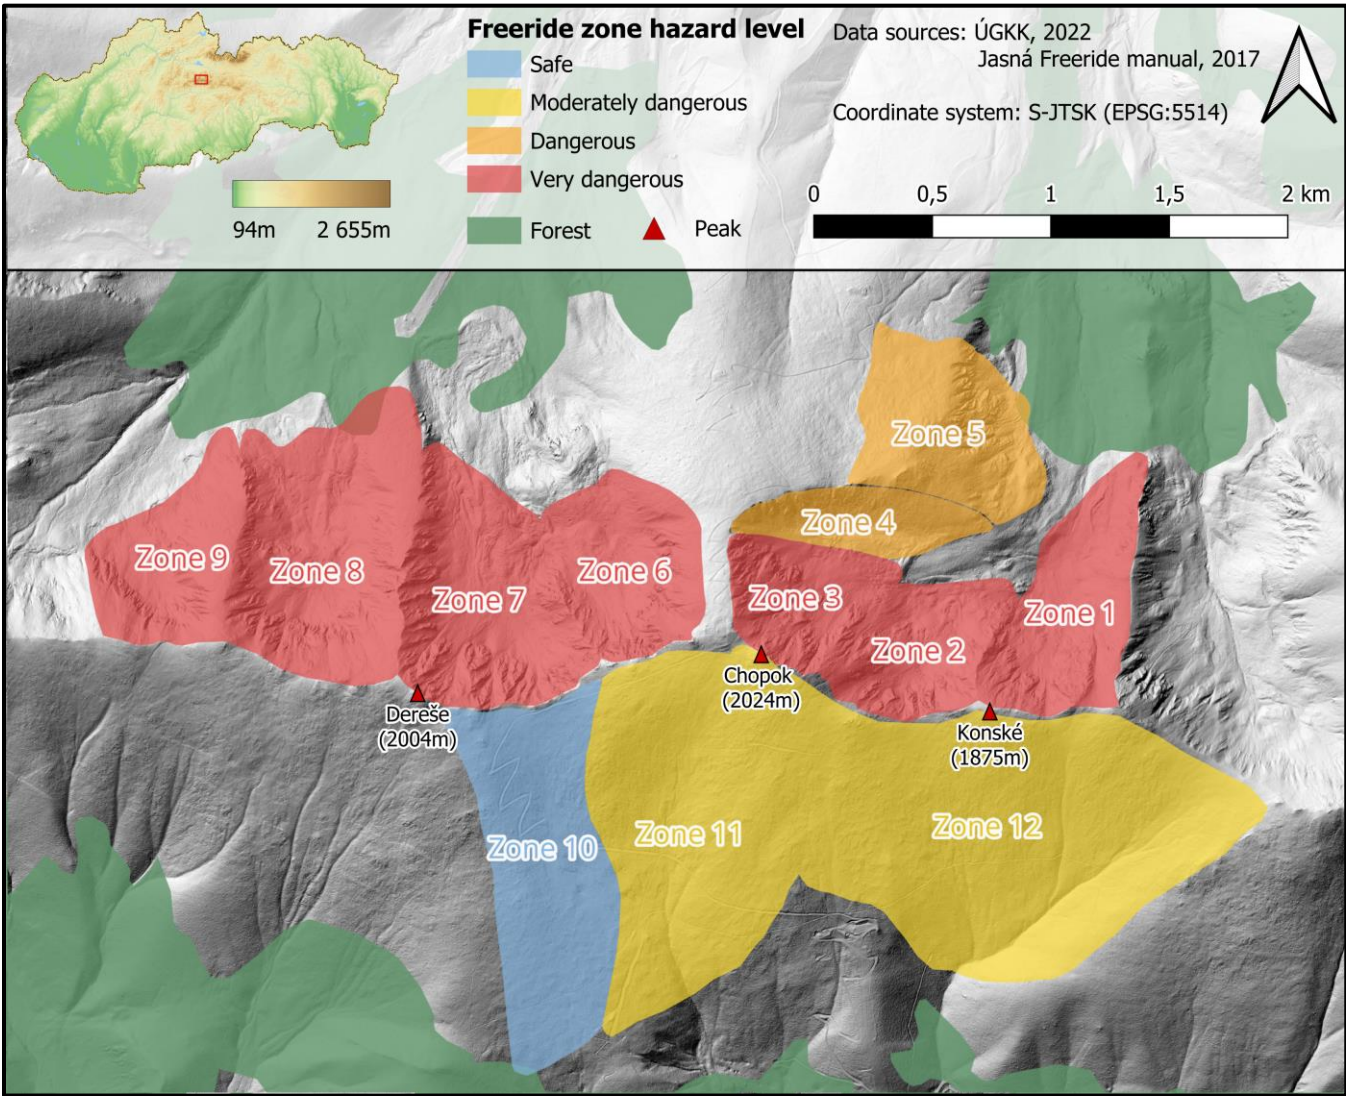 Freeride zone hazard level
Safe
Moderately dangerous
Dangerous
Very dangerous
Forest
Peak
94m
2 655m
Data sources: ÚGKK, 2022
Jasná Freeride manual, 2017
Coordinate system: S-JTSK (EPSG:5514)
0
0,5
1
1,5
2 km
Zone 5
Zone 4
Zone 9
Zone 8
Zone 7
Zone 6
Zone 3
Zone 2
Zone 1
Chopok
(2024m)
Dereše
(2004m)
Konské
(1875m)
Zone 10
Zone 11
Zone 12